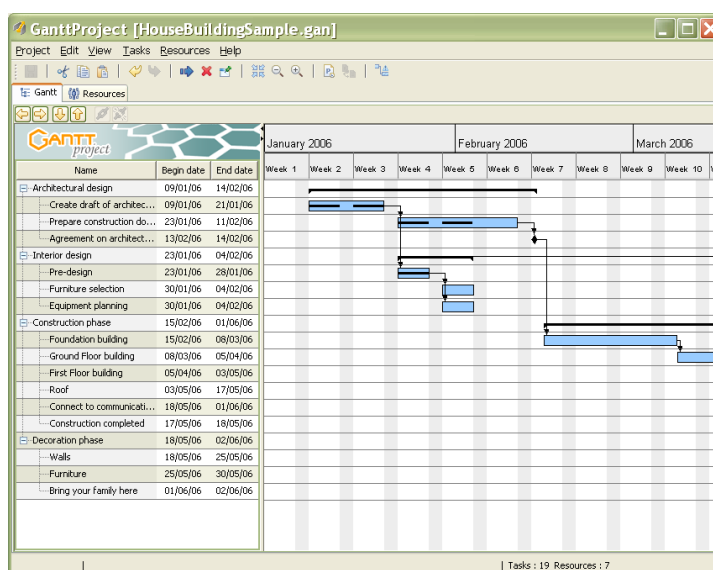 GanttProject [HouseBuildingSample.gan]
Project Edit View Tasks Resources Help
Gantt Resources
GANTT project
January 2006 February 2006 March 2006
Week 1 Week 2 Week 3 Week 4 Week 5 Week 6 Week 7 Week 8 Week 9 Week 10 W
Name Begin date End date
Architectural design 09/01/06 14/02/06
Create draft of architec... 09/01/06 21/01/06
Prepare construction do... 23/01/06 11/02/06
Agreement on architect... 13/02/06 14/02/06
Interior design 23/01/06 04/02/06
Pre-design 23/01/06 28/01/06
Furniture selection 30/01/06 04/02/06
Equipment planning 30/01/06 04/02/06
Construction phase 15/02/06 01/06/06
Foundation building 15/02/06 08/03/06
Ground Floor building 08/03/06 05/04/06
First Floor building 05/04/06 03/05/06
Roof 03/05/06 17/05/06
Connect to communicati... 18/05/06 01/06/06
Construction completed 17/05/06 18/05/06
Decoration phase 18/05/06 02/06/06
Walls 18/05/06 25/05/06
Furniture 25/05/06 30/05/06
Bring your family here 01/06/06 02/06/06
Tasks : 19 Resources : 7